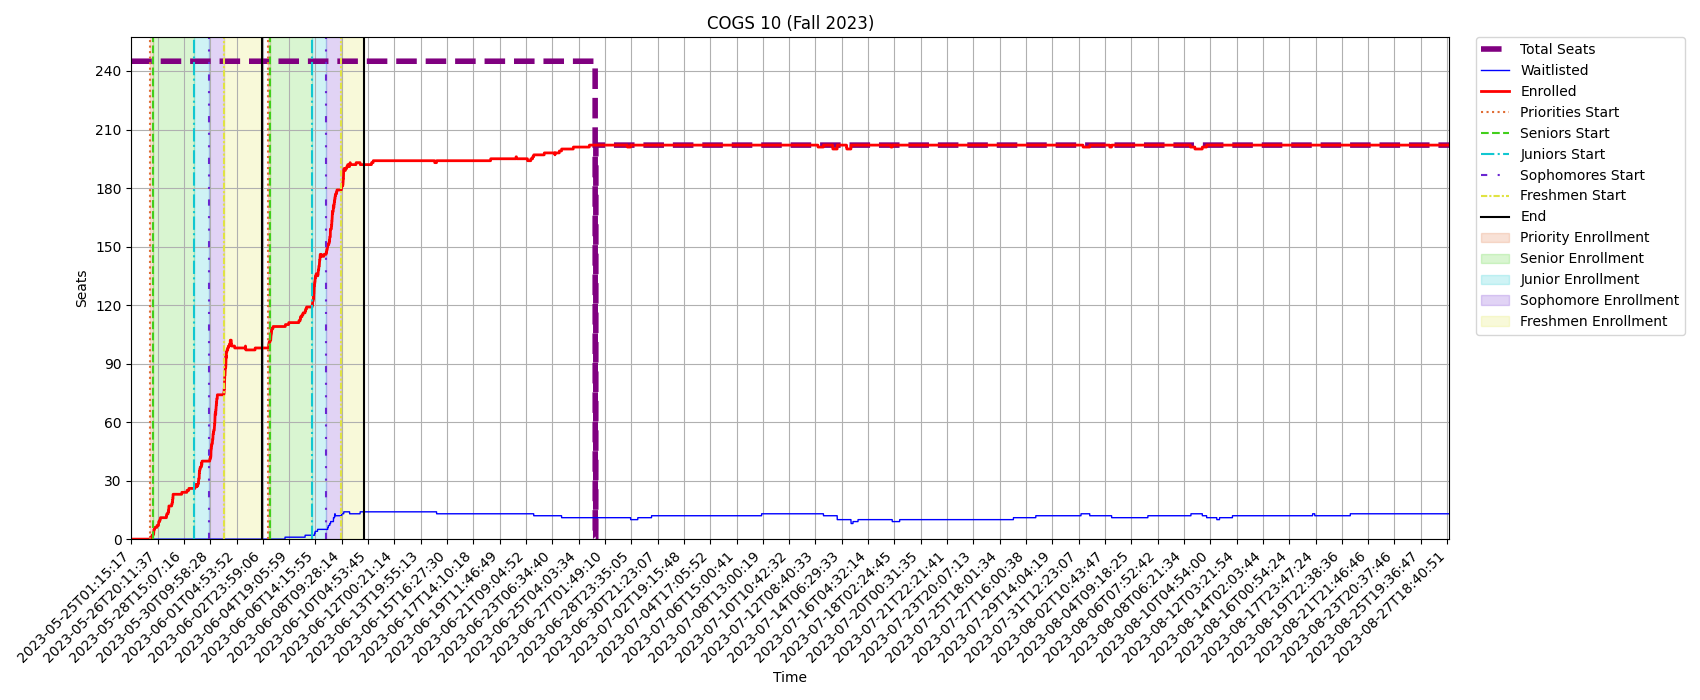 COGS 10 (Fall 2023)
Seats
240
210
180
150
120
90
60
30
0
2023-05-25T01:15:17
2023-05-26T20:11:37
2023-05-28T15:07:16
2023-05-30T09:58:28
2023-06-01T04:53:52
2023-06-02T23:59:06
2023-06-04T19:05:59
2023-06-06T14:15:55
2023-06-08T09:28:14
2023-06-10T04:53:45
2023-06-12T00:21:14
2023-06-13T19:55:13
2023-06-15T16:27:30
2023-06-17T14:10:18
2023-06-19T11:46:49
2023-06-21T09:04:52
2023-06-23T06:34:40
2023-06-25T04:03:34
2023-06-27T01:49:10
2023-06-28T23:35:05
2023-06-30T21:23:07
2023-07-02T19:15:48
2023-07-04T17:05:52
2023-07-06T15:00:41
2023-07-08T13:00:19
2023-07-10T10:42:32
2023-07-12T08:40:33
2023-07-14T06:29:33
2023-07-16T04:32:14
2023-07-18T02:24:45
2023-07-20T00:31:35
2023-07-21T22:21:41
2023-07-23T20:07:13
2023-07-25T18:01:34
2023-07-27T16:00:38
2023-07-29T14:04:19
2023-07-31T12:23:07
2023-08-02T10:43:47
2023-08-04T09:18:25
2023-08-06T07:52:42
2023-08-08T06:21:34
2023-08-10T04:54:00
2023-08-12T03:21:54
2023-08-14T02:03:44
2023-08-16T00:54:24
2023-08-17T23:47:24
2023-08-19T22:38:36
2023-08-21T21:46:46
2023-08-23T20:37:46
2023-08-25T19:36:47
2023-08-27T18:40:51
Time
Total Seats
Waitlisted
Enrolled
Priorities Start
Seniors Start
Juniors Start
Sophomores Start
Freshmen Start
End
Priority Enrollment
Senior Enrollment
Junior Enrollment
Sophomore Enrollment
Freshmen Enrollment